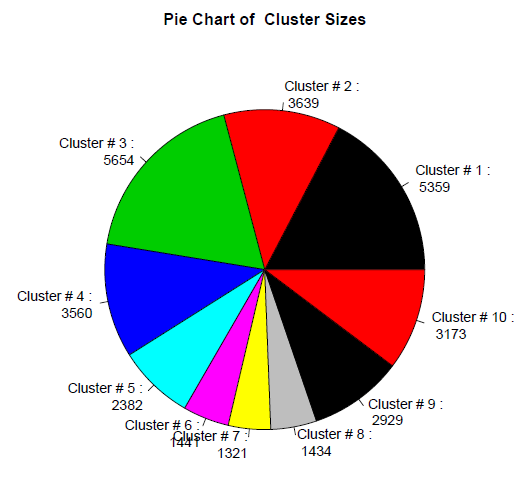 Pie Chart of  Cluster Sizes
Cluster # 2 :
3639
Cluster # 3 :
5654
Cluster # 1 :
5359
Cluster # 4 :
3560
Cluster # 10 :
3173
Cluster # 5 :
2382
Cluster # 9 :
2929
Cluster # 6 :
1441
Cluster # 7 :
1321
Cluster # 8 :
1434